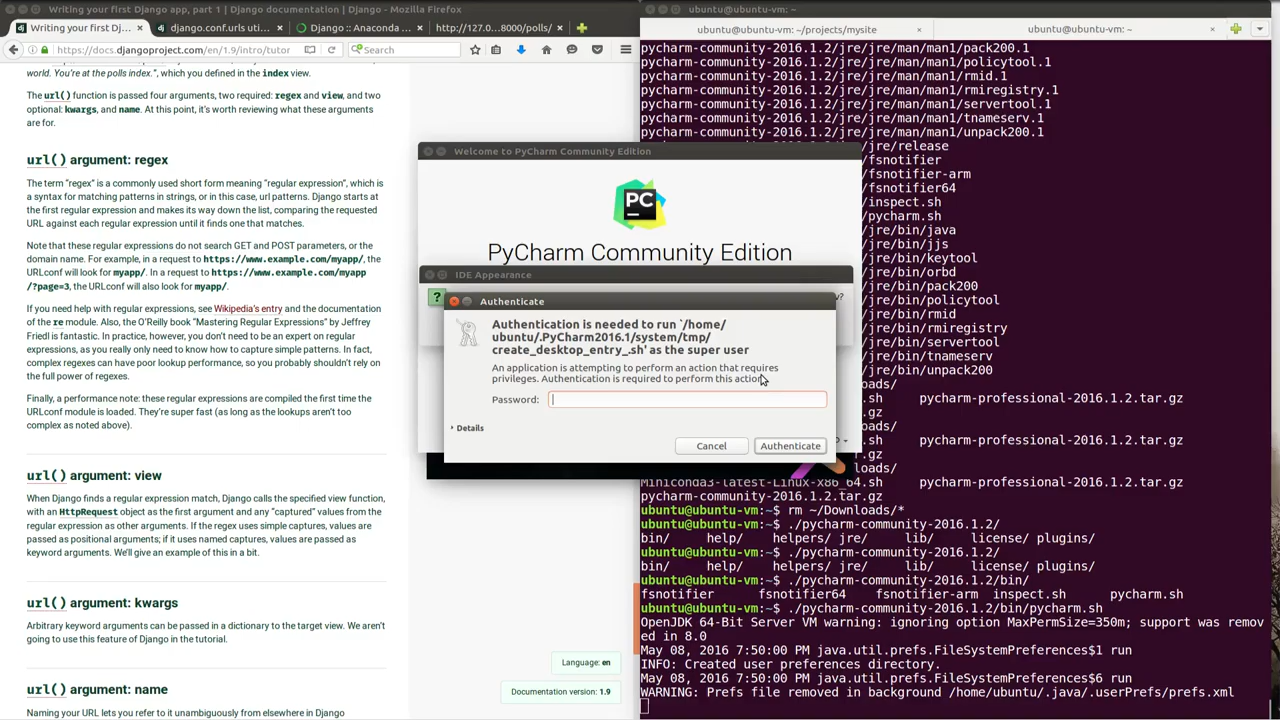 Writing your first Django app, part 1 | Django documentation | Django - Mozilla Firefox
Writing your first Dj...
django.conf.urls uti...
Django :: Anaconda ...
http://127.0...8000/polls/
https://docs.djangoproject.com/en/1.9/intro/tutor
Search
world. You're at the polls index.", which you defined in the index view.
The url() function is passed four arguments, two required: regex and view, and two
optional: kwargs, and name. At this point, it's worth reviewing what these arguments
are for.
url() argument: regex
The term "regex" is a commonly used short form meaning "regular expression", which is
a syntax for matching patterns in strings, or in this case, url patterns. Django starts at
the first regular expression and makes its way down the list, comparing the requested
URL against each regular expression until it finds one that matches.
Note that these regular expressions do not search GET and POST parameters, or the
domain name. For example, in a request to https://www.example.com/myapp/, the
URLconf will look for myapp/. In a request to https://www.example.com/myapp
/?page=3, the URLconf will also look for myapp/.
If you need help with regular expressions, see Wikipedia's entry and the documentation
of the re module. Also, the O'Reilly book "Mastering Regular Expressions" by Jeffrey
Friedl is fantastic. In practice, however, you don't need to be an expert on regular
expressions, as you really only need to know how to capture simple patterns. In fact,
complex regexes can have poor lookup performance, so you probably shouldn't rely on
the full power of regexes.
Finally, a performance note: these regular expressions are compiled the first time the
URLconf module is loaded. They're super fast (as long as the lookups aren't too
complex as noted above).
url() argument: view
When Django finds a regular expression match, Django calls the specified view function,
with an HttpRequest object as the first argument and any "captured" values from the
regular expression as other arguments. If the regex uses simple captures, values are
passed as positional arguments; if it uses named captures, values are passed as
keyword arguments. We'll give an example of this in a bit.
url() argument: kwargs
Arbitrary keyword arguments can be passed in a dictionary to the target view. We aren't
going to use this feature of Django in the tutorial.
url() argument: name
Naming your URL lets you refer to it unambiguously from elsewhere in Django
Language: en
Documentation version: 1.9
Welcome to PyCharm Community Edition
PC
PyCharm Community Edition
IDE Appearance
?
v?
Authenticate
Authentication is needed to run `/home/
ubuntu/.PyCharm2016.1/system/tmp/
create_desktop_entry_.sh' as the super user
An application is attempting to perform an action that requires
privileges. Authentication is required to perform this action.
Password:
Details
Cancel
Authenticate
ubuntu@ubuntu-vm: ~
ubuntu@ubuntu-vm: ~/projects/mysite
ubuntu@ubuntu-vm: ~
pycharm-community-2016.1.2/jre/jre/man/man1/pack200.1
pycharm-community-2016.1.2/jre/jre/man/man1/policytool.1
pycharm-community-2016.1.2/jre/jre/man/man1/rmid.1
pycharm-community-2016.1.2/jre/jre/man/man1/rmiregistry.1
pycharm-community-2016.1.2/jre/jre/man/man1/servertool.1
pycharm-community-2016.1.2/jre/jre/man/man1/tnameserv.1
pycharm-community-2016.1.2/jre/jre/man/man1/unpack200.1
/jre/release
/fsnotifier
/fsnotifier-arm
/fsnotifier64
/inspect.sh
/pycharm.sh
/jre/bin/java
/jre/bin/jjs
/jre/bin/keytool
/jre/bin/orbd
/jre/bin/pack200
/jre/bin/policytool
/jre/bin/rmid
/jre/bin/rmiregistry
/jre/bin/servertool
/jre/bin/tnameserv
/jre/bin/unpack200
loads/
.sh pycharm-professional-2016.1.2.tar.gz
r.gz
oads/
.sh pycharm-professional-2016.1.2.tar.gz
r.gz
loads/
Miniconda3-latest-Linux-x86_64.sh pycharm-professional-2016.1.2.tar.gz
pycharm-community-2016.1.2.tar.gz
ubuntu@ubuntu-vm:~$ rm ~/Downloads/*
ubuntu@ubuntu-vm:~$ ./pycharm-community-2016.1.2/
bin/ help/ helpers/ jre/ lib/ license/ plugins/
ubuntu@ubuntu-vm:~$ ./pycharm-community-2016.1.2/
bin/ help/ helpers/ jre/ lib/ license/ plugins/
ubuntu@ubuntu-vm:~$ ./pycharm-community-2016.1.2/bin/
fsnotifier fsnotifier64 fsnotifier-arm inspect.sh pycharm.sh
ubuntu@ubuntu-vm:~$ ./pycharm-community-2016.1.2/bin/pycharm.sh
OpenJDK 64-Bit Server VM warning: ignoring option MaxPermSize=350m; support was remov
ed in 8.0
May 08, 2016 7:50:00 PM java.util.prefs.FileSystemPreferences$1 run
INFO: Created user preferences directory.
May 08, 2016 7:50:00 PM java.util.prefs.FileSystemPreferences$6 run
WARNING: Prefs file removed in background /home/ubuntu/.java/.userPrefs/prefs.xml